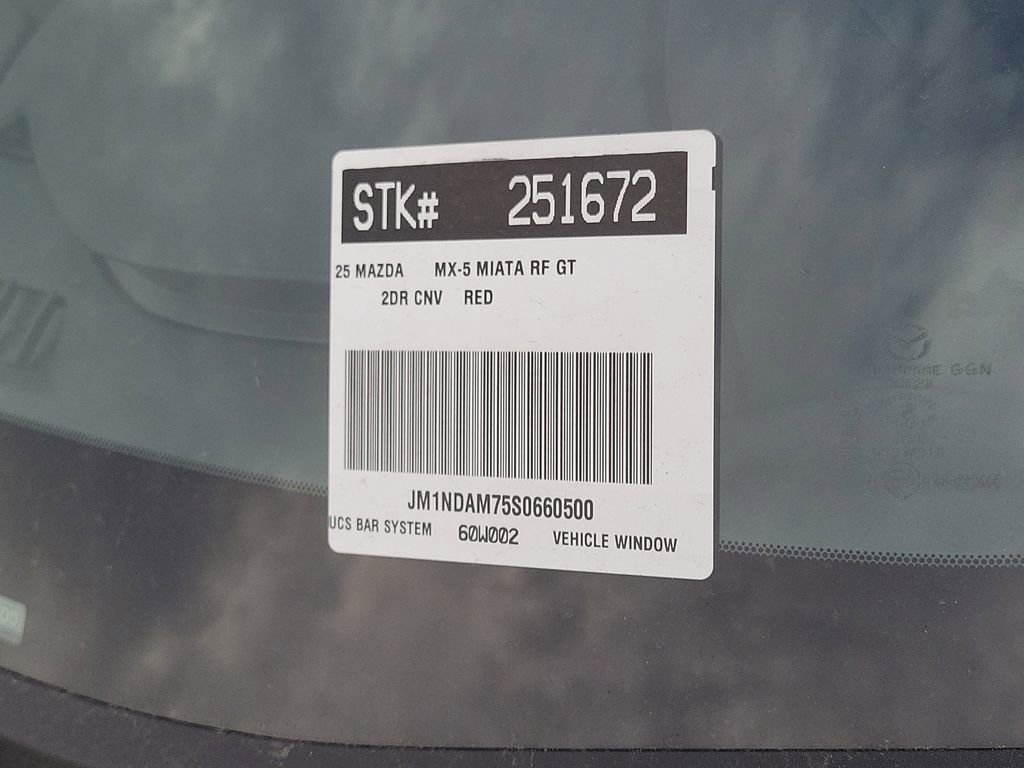 STK# 251672
25 MAZDA MX-5 MIATA RF GT
2DR CNV RED
JM1NDAM75S0660500
UCS BAR SYSTEM 60W002 VEHICLE WINDOW